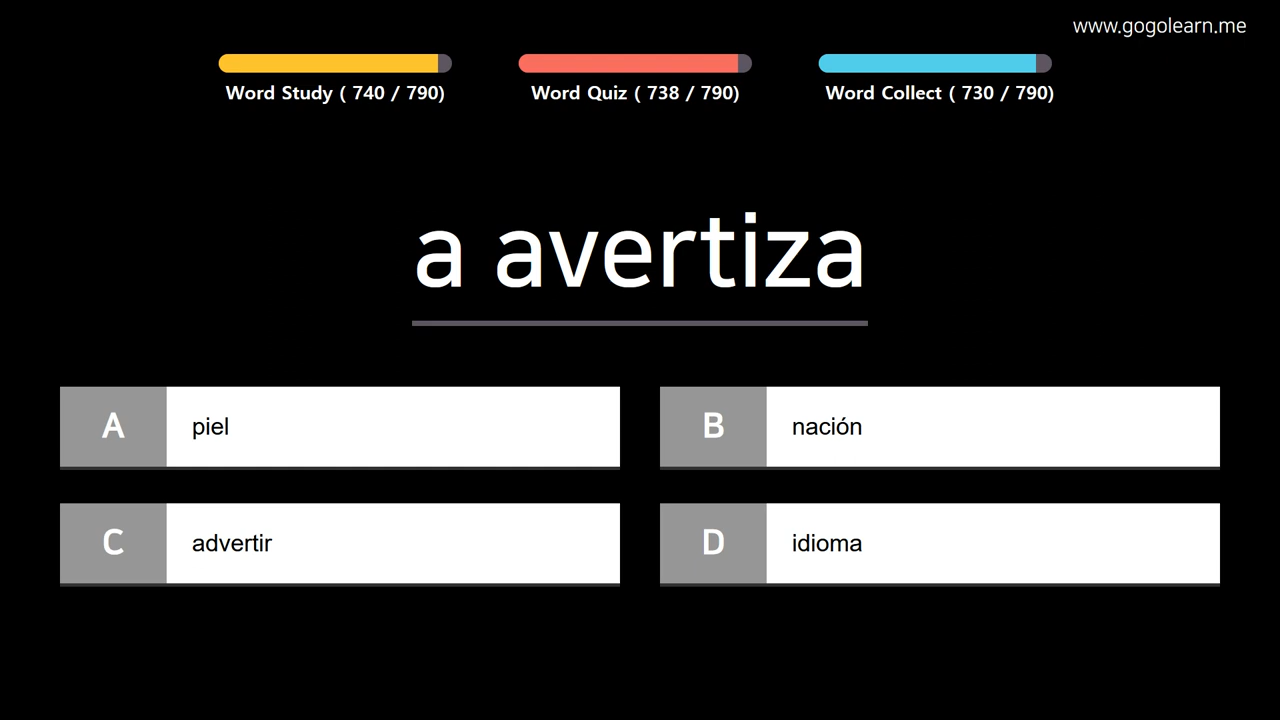 www.gogolearn.me
Word Study ( 740 / 790)
Word Quiz ( 738 / 790)
Word Collect ( 730 / 790)
a avertiza
A piel
B nación
C advertir
D idioma